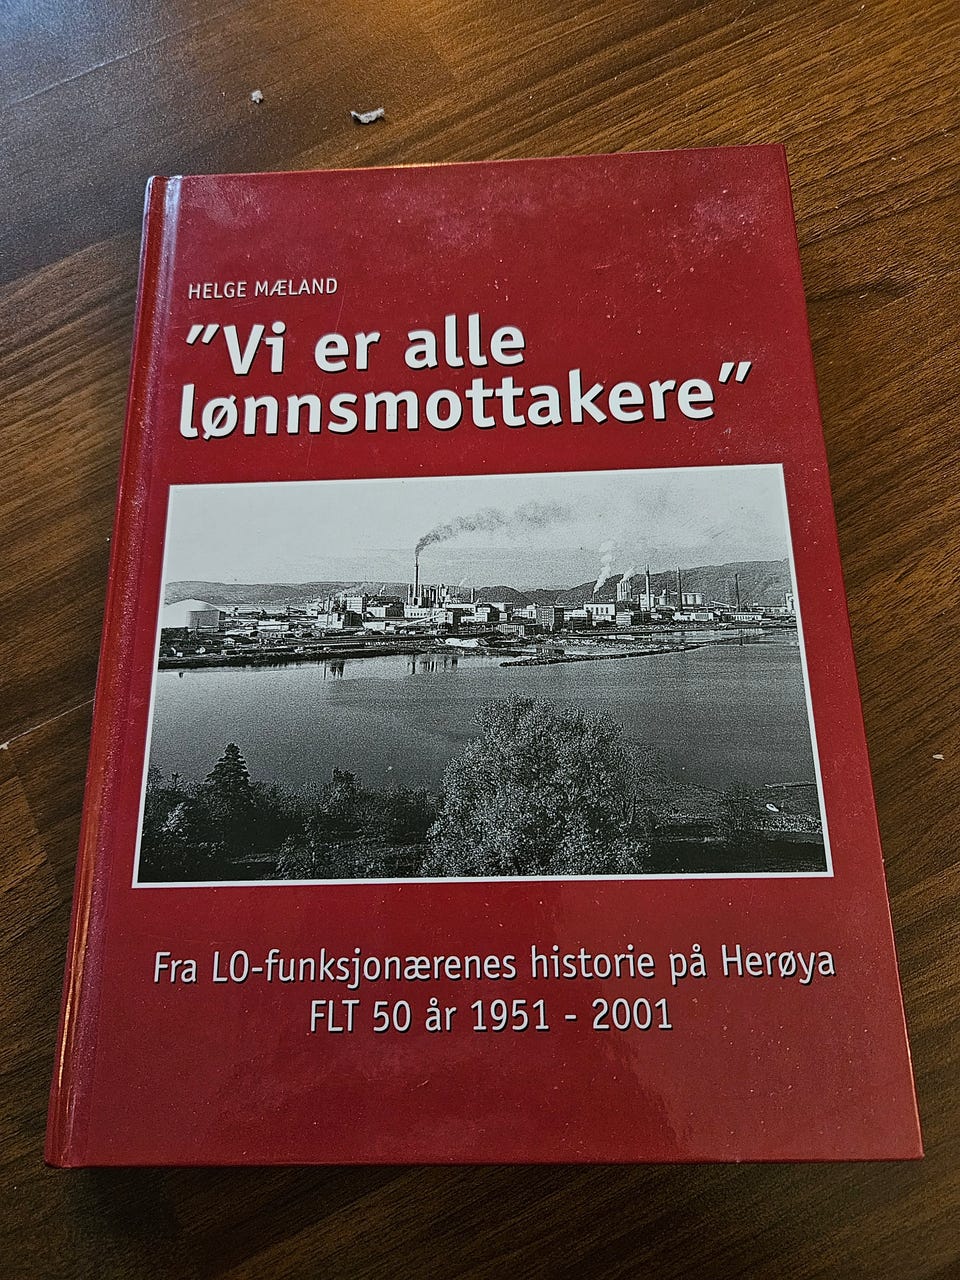 HELGE MÆLAND
"Vi er alle
lønnsmottakere"
Fra LO-funksjonærenes historie på Herøya
FLT 50 år 1951 - 2001